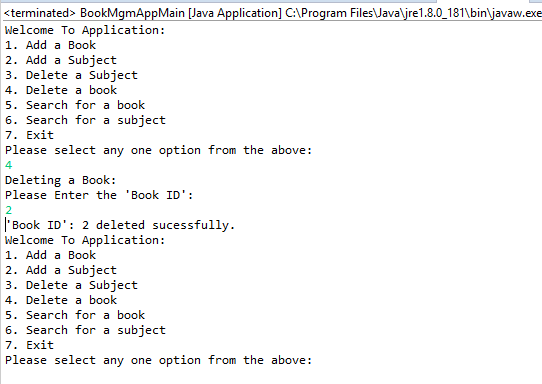 <terminated> BookMgmAppMain [Java Application] C:\Program Files\Java\jre1.8.0_181\bin\javaw.exe
Welcome To Application:
1. Add a Book
2. Add a Subject
3. Delete a Subject
4. Delete a book
5. Search for a book
6. Search for a subject
7. Exit
Please select any one option from the above:
4
Deleting a Book:
Please Enter the 'Book ID':
2
'Book ID': 2 deleted sucessfully.
Welcome To Application:
1. Add a Book
2. Add a Subject
3. Delete a Subject
4. Delete a book
5. Search for a book
6. Search for a subject
7. Exit
Please select any one option from the above: